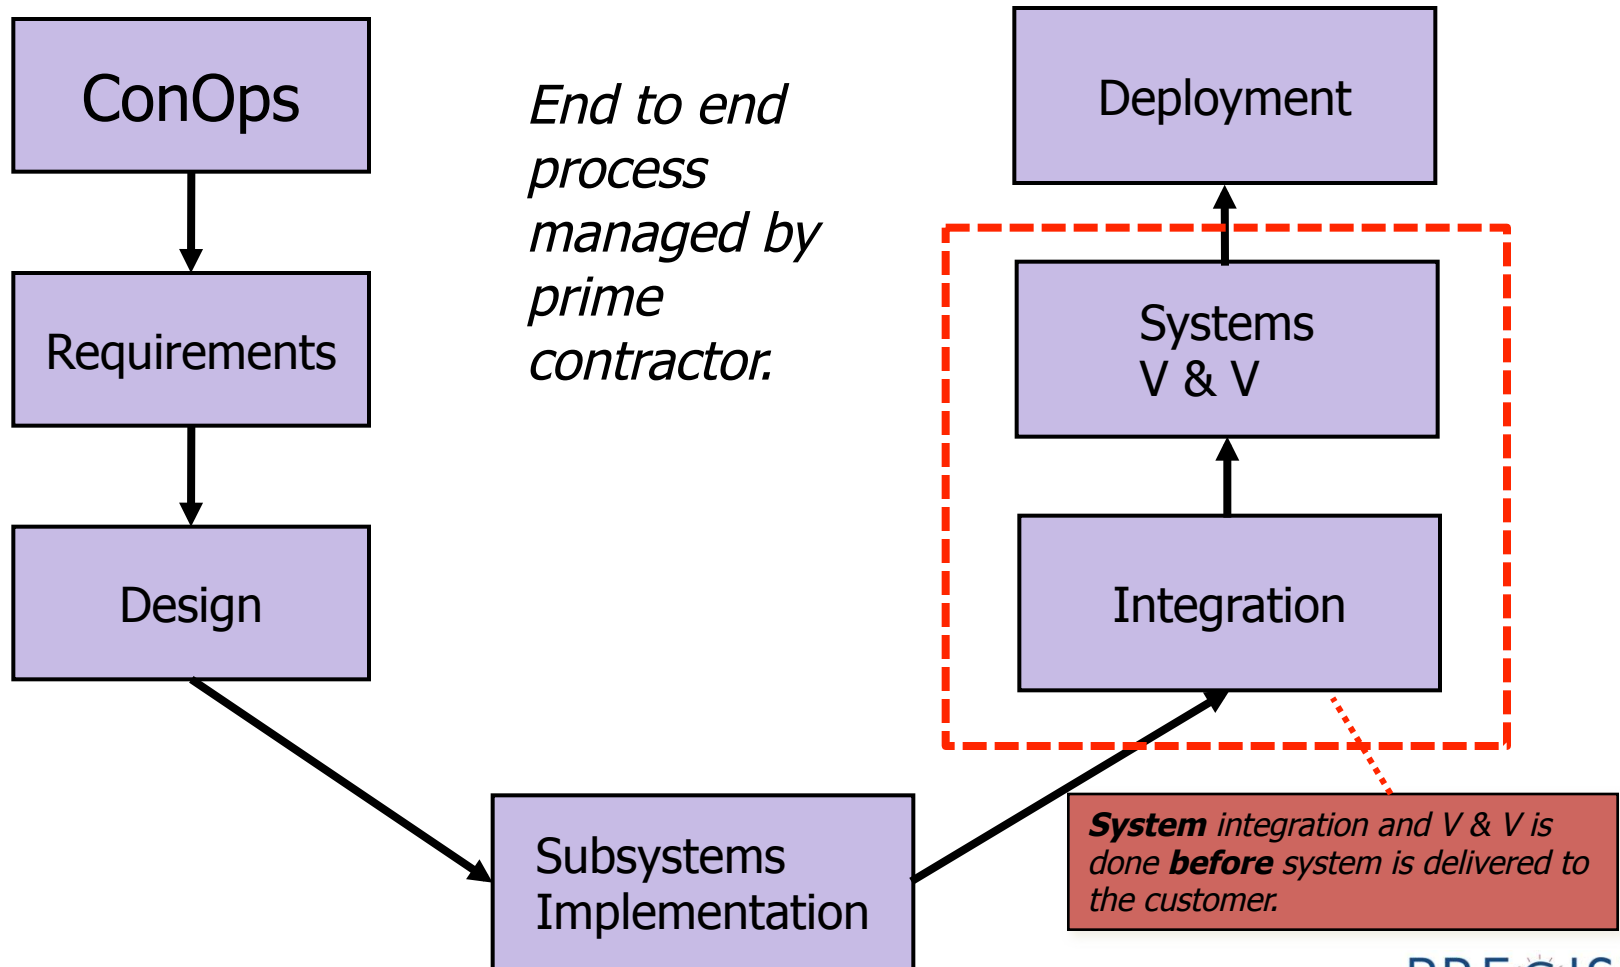 ConOps
Requirements
Design
Subsystems
Implementation
End to end
process
managed by
prime
contractor.
Deployment
Systems
V & V
Integration
System integration and V & V is
done before system is delivered to
the customer.